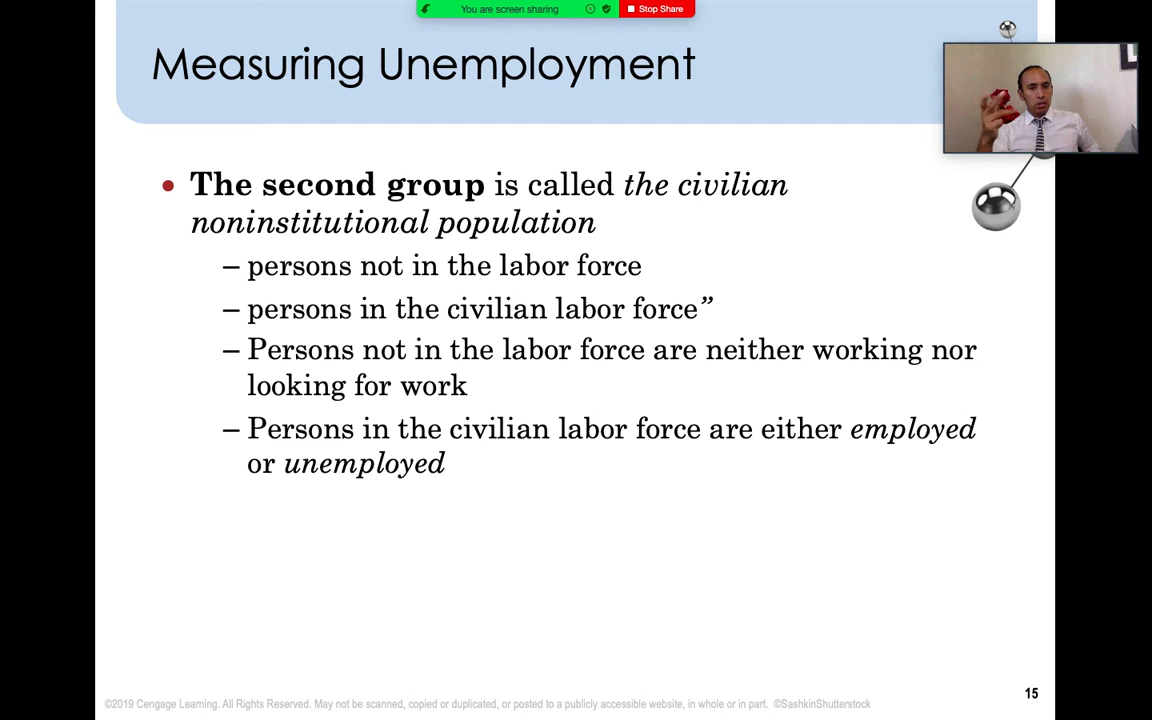 You are screen sharing
Stop Share
Measuring Unemployment
• The second group is called the civilian
noninstitutional population
– persons not in the labor force
– persons in the civilian labor force”
– Persons not in the labor force are neither working nor
looking for work
– Persons in the civilian labor force are either employed
or unemployed
15
©2019 Cengage Learning. All Rights Reserved. May not be scanned, copied or duplicated, or posted to a publicly accessible website, in whole or in part. ©SashkinShutterstock